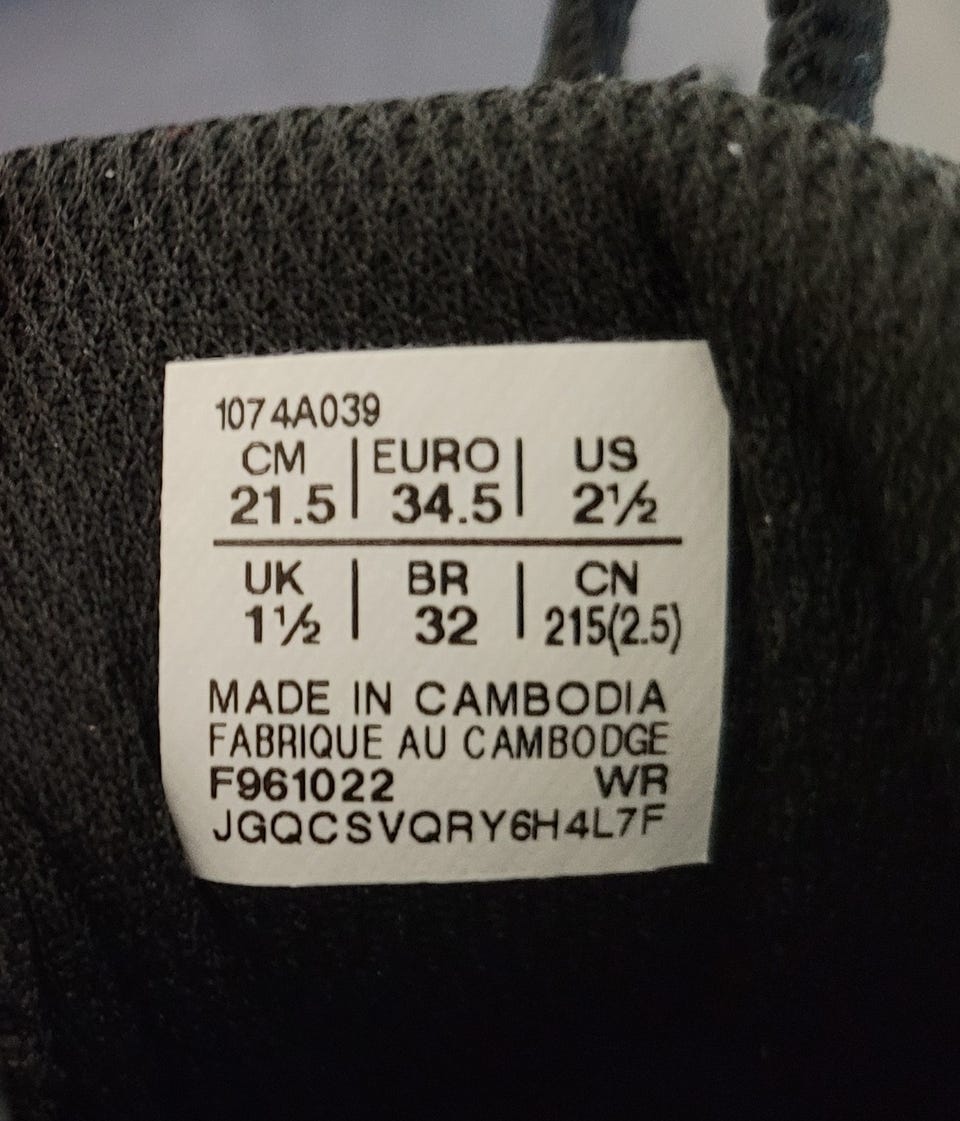 1074A039
CM | EURO | US
21.5 | 34.5 | 2½
UK | BR | CN
1½ | 32 | 215(2.5)
MADE IN CAMBODIA
FABRIQUE AU CAMBODGE
F961022 WR
JGQCSVQRY6H4L7F